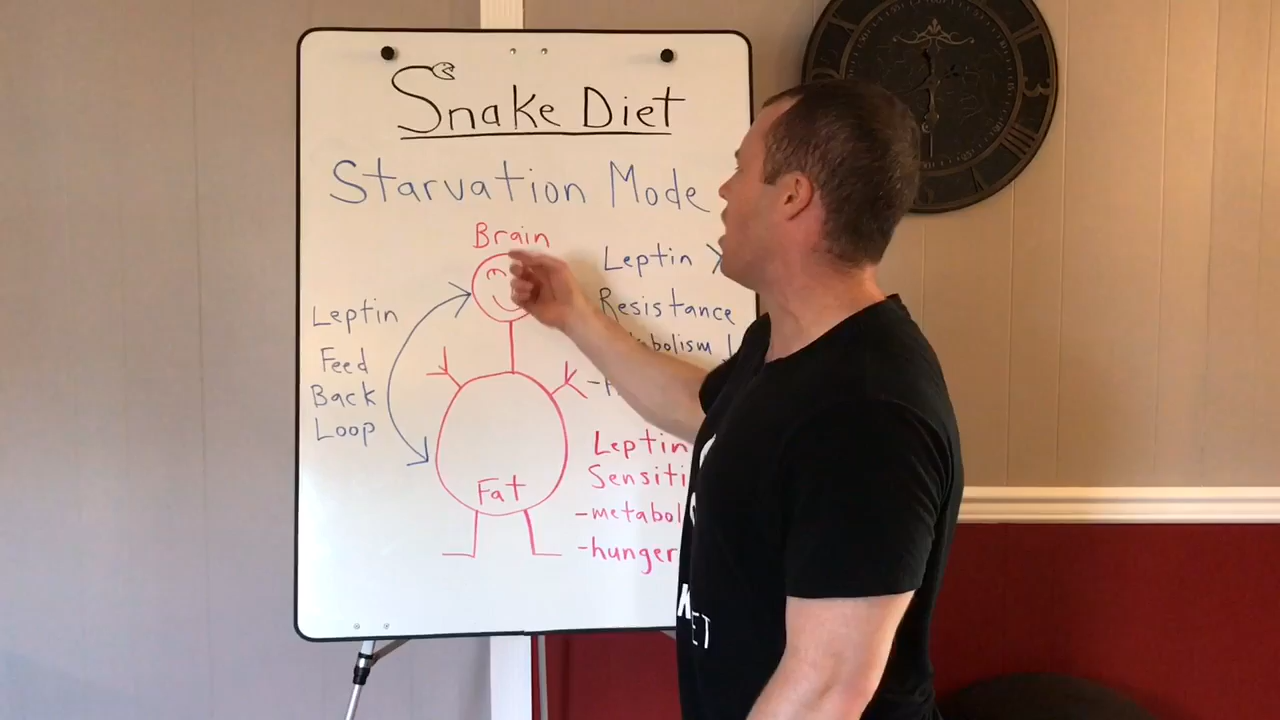 Snake Diet
Starvation Mode
Brain
Leptin
Resistance
Leptin
Feed
Back
Loop
Fat
Leptin
-hunger